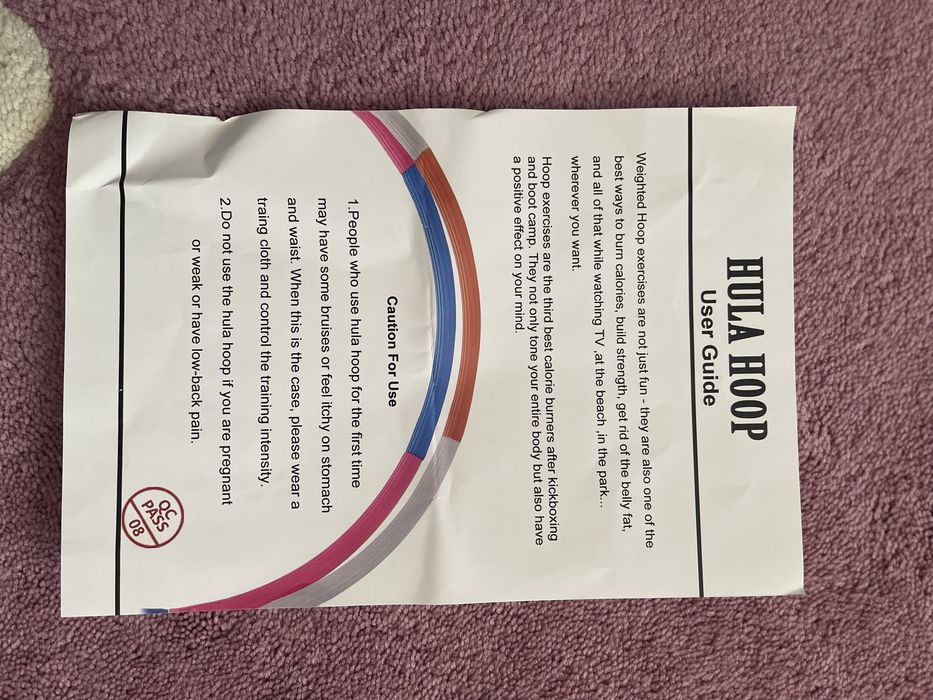 HULA HOOP
User Guide
Weighted Hoop exercises are not just fun - they are also one of the
best ways to burn calories, build strength, get rid of the belly fat,
and all of that while watching TV ,at the beach ,in the park...
wherever you want.
Hoop exercises are the third best calorie burners after kickboxing
and boot camp. They not only tone your entire body but also have
a positive effect on your mind.
Caution For Use
1.People who use hula hoop for the first time
may have some bruises or feel itchy on stomach
and waist. When this is the case, please wear a
traing cloth and control the training intensity.
2.Do not use the hula hoop if you are pregnant
or weak or have low-back pain.
QC
PASS
08